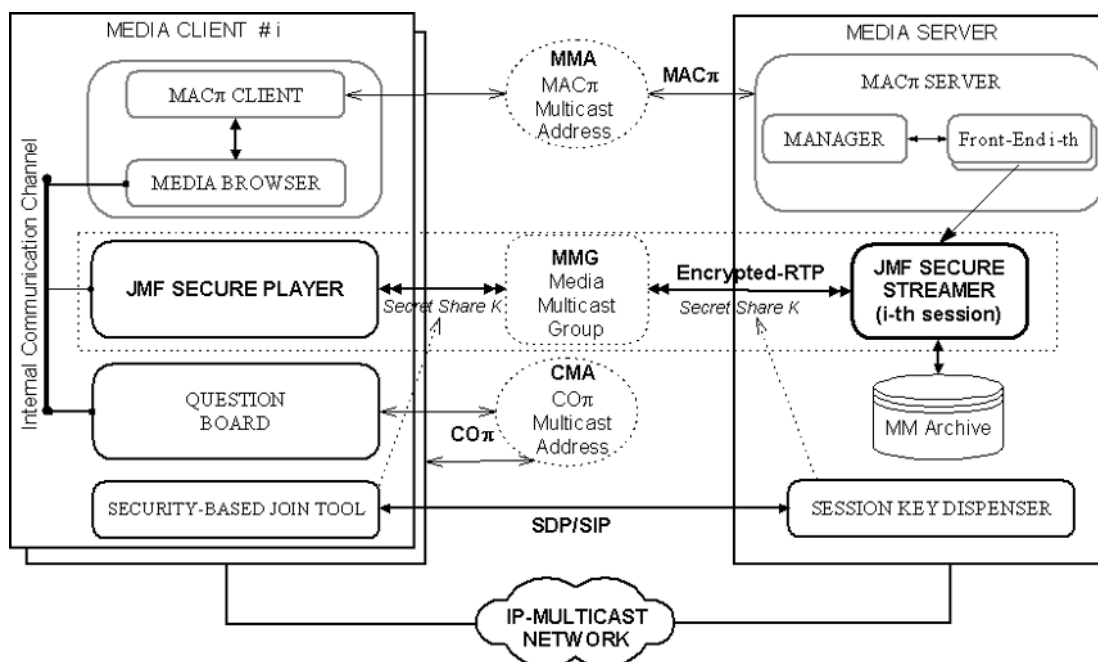 MEDIA CLIENT # i
MACπ CLIENT
MEDIA BROWSER
Internal Communication Channel
JMF SECURE PLAYER
QUESTION
BOARD
SECURITY-BASED JOIN TOOL
MMA
MACπ
Multicast
Address
MACπ
MMG
Media
Multicast
Group
Secret Share K
Encrypted-RTP
Secret Share K
CMA
COπ
Multicast
Address
COπ
SDP/SIP
MEDIA SERVER
MACπ SERVER
MANAGER
Front-End i-th
JMF SECURE
STREAMER
(i-th session)
MM Archive
SESSION KEY DISPENSER
IP-MULTICAST
NETWORK